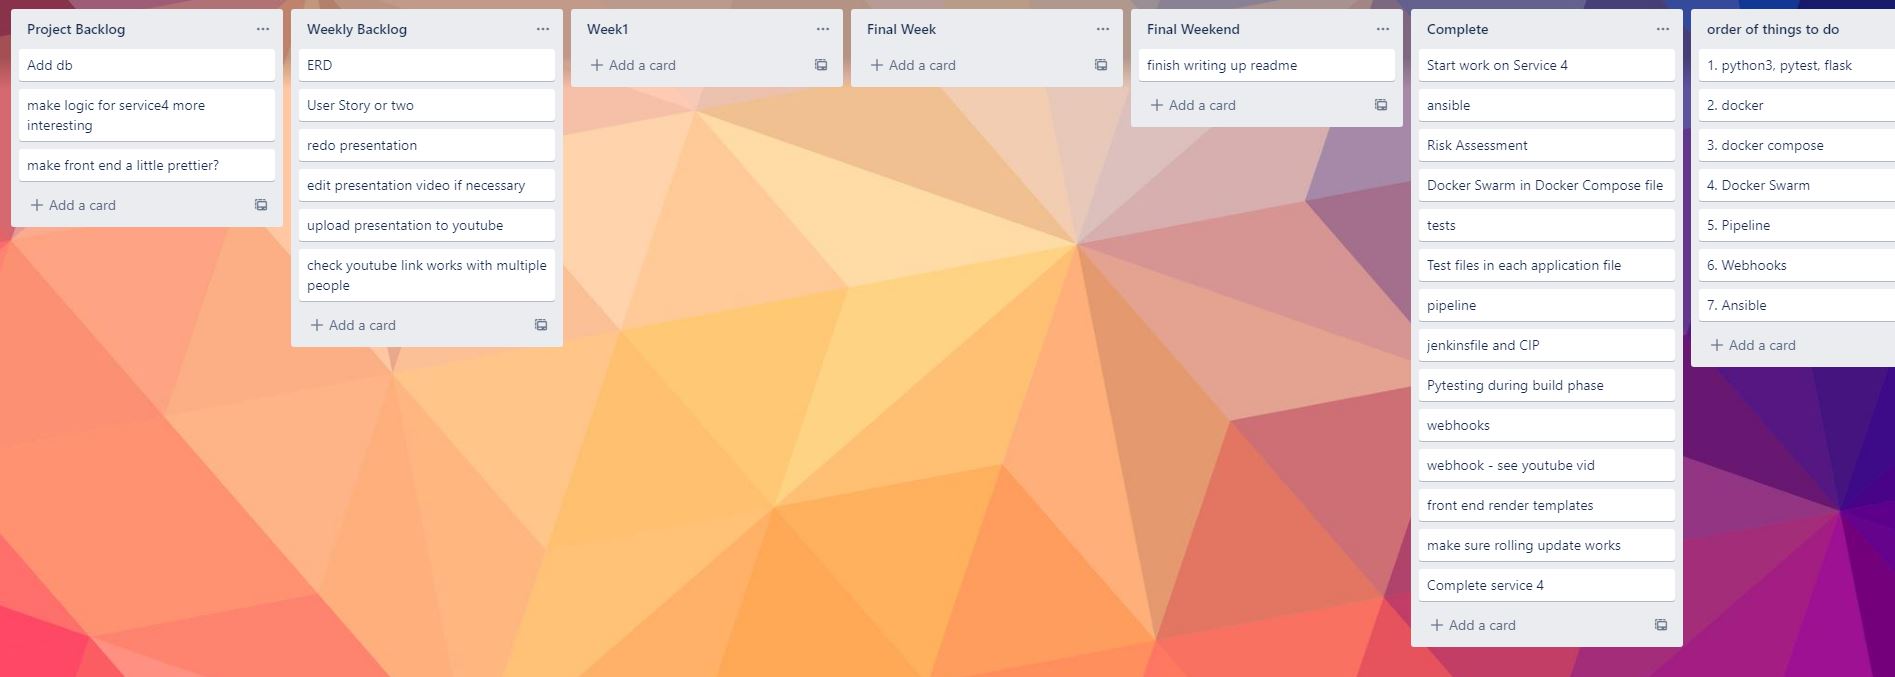 Project Backlog
Add db
make logic for service4 more
interesting
make front end a little prettier?
+ Add a card
Weekly Backlog
ERD
User Story or two
redo presentation
edit presentation video if necessary
upload presentation to youtube
check youtube link works with multiple
people
+ Add a card
Week1
+ Add a card
Final Week
+ Add a card
Final Weekend
finish writing up readme
+ Add a card
Complete
Start work on Service 4
ansible
Risk Assessment
Docker Swarm in Docker Compose file
tests
Test files in each application file
pipeline
jenkinsfile and CIP
Pytesting during build phase
webhooks
webhook - see youtube vid
front end render templates
make sure rolling update works
Complete service 4
+ Add a card
order of things to do
1. python3, pytest, flask
2. docker
3. docker compose
4. Docker Swarm
5. Pipeline
6. Webhooks
7. Ansible
+ Add a card